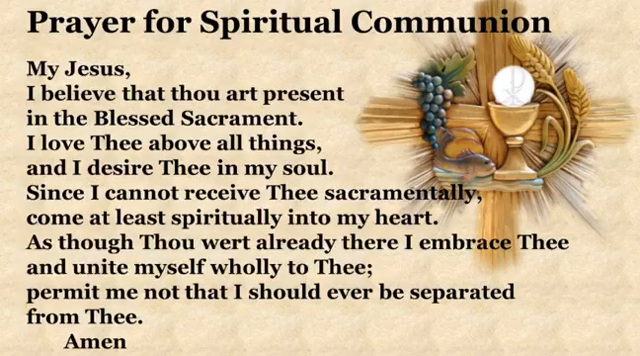 Prayer for Spiritual Communion
My Jesus,
I believe that thou art present
in the Blessed Sacrament.
I love Thee above all things,
and I desire Thee in my soul.
Since I cannot receive Thee sacramentally,
come at least spiritually into my heart.
As though Thou wert already there I embrace Thee
and unite myself wholly to Thee;
permit me not that I should ever be separated
from Thee.
Amen